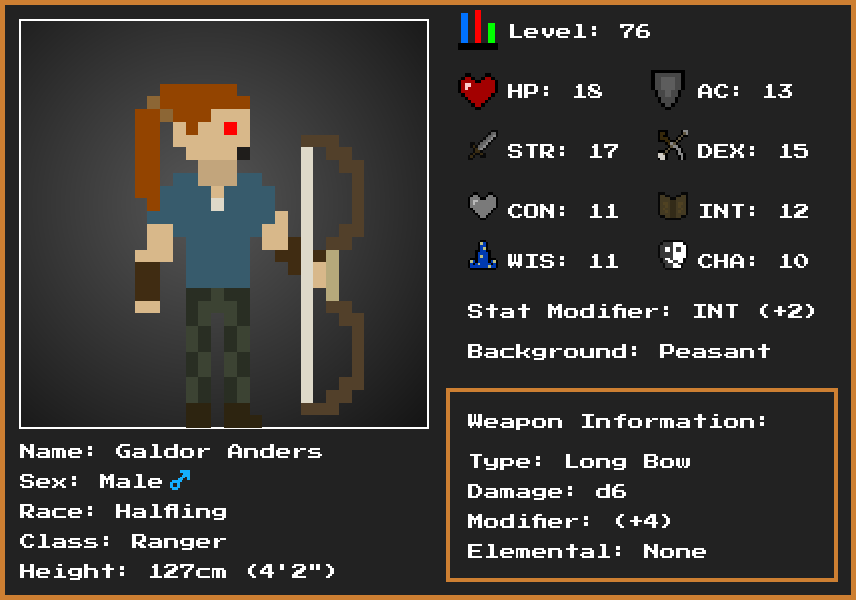 Level: 76
HP: 18 AC: 13
STR: 17 DEX: 15
CON: 11 INT: 12
WIS: 11 CHA: 10
Stat Modifier: INT (+2)
Background: Peasant
Weapon Information:
Type: Long Bow
Damage: d6
Modifier: (+4)
Elemental: None
Name: Galdor Anders
Sex: Male♂
Race: Halfling
Class: Ranger
Height: 127cm (4'2")